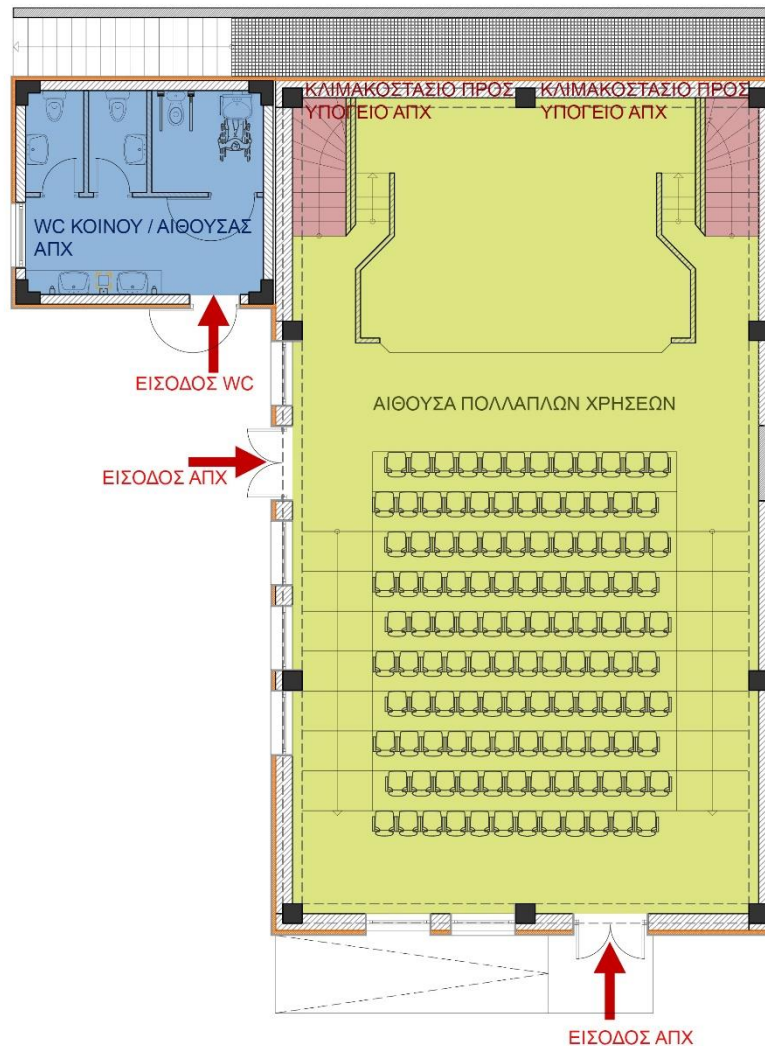 ΚΛΙΜΑΚΟΣΤΑΣΙΟ ΠΡΟΣ
ΥΠΟΓΕΙΟ ΑΠΧ
ΚΛΙΜΑΚΟΣΤΑΣΙΟ ΠΡΟΣ
ΥΠΟΓΕΙΟ ΑΠΧ
WC ΚΟΙΝΟΥ / ΑΙΘΟΥΣΑΣ
ΑΠΧ
ΕΙΣΟΔΟΣ WC
ΑΙΘΟΥΣΑ ΠΟΛΛΑΠΛΩΝ ΧΡΗΣΕΩΝ
ΕΙΣΟΔΟΣ ΑΠΧ
ΕΙΣΟΔΟΣ ΑΠΧ